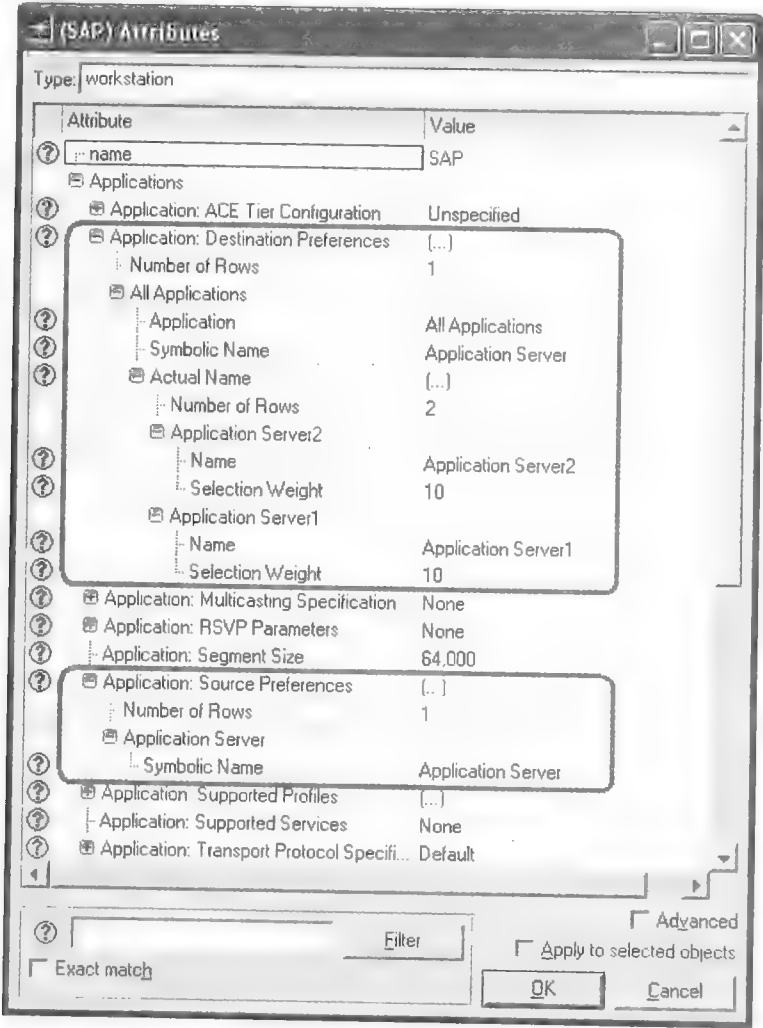 (SAP) Attributes
Type: workstation
Attribute Value
name SAP
Applications
Application: ACE Tier Configuration Unspecified
Application: Destination Preferences (...)
Number of Rows 1
All Applications
Application All Applications
Symbolic Name Application Server
Actual Name (...)
Number of Rows 2
Application Server2
Name Application Server2
Selection Weight 10
Application Server1
Name Application Server1
Selection Weight 10
Application: Multicasting Specification None
Application: RSVP Parameters None
Application: Segment Size 64,000
Application: Source Preferences (...)
Number of Rows 1
Application Server
Symbolic Name Application Server
Application Supported Profiles (...)
Application: Supported Services None
Application: Transport Protocol Specifi... Default
Advanced
Filter
Apply to selected objects
Exact match
OK Cancel